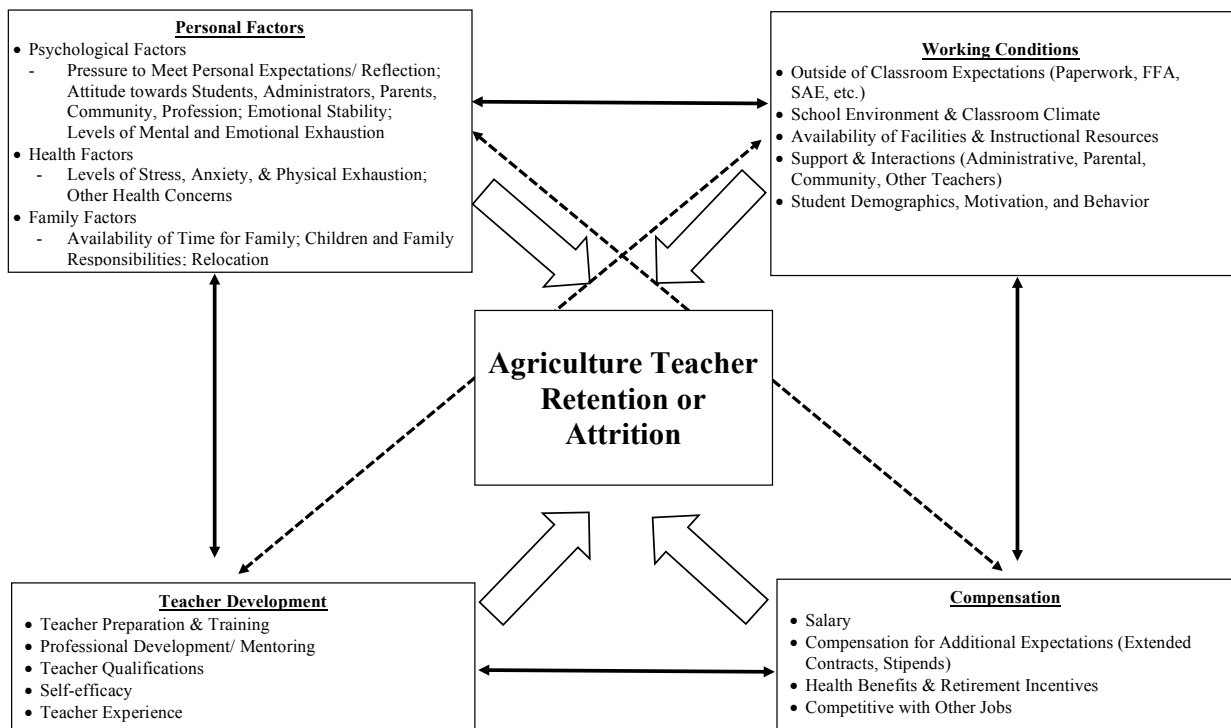 Personal Factors
• Psychological Factors
- Pressure to Meet Personal Expectations/ Reflection;
Attitude towards Students, Administrators, Parents,
Community, Profession; Emotional Stability;
Levels of Mental and Emotional Exhaustion
• Health Factors
- Levels of Stress, Anxiety, & Physical Exhaustion;
Other Health Concerns
• Family Factors
- Availability of Time for Family; Children and Family
Responsibilities; Relocation
Working Conditions
• Outside of Classroom Expectations (Paperwork, FFA,
SAE, etc.)
• School Environment & Classroom Climate
• Availability of Facilities & Instructional Resources
• Support & Interactions (Administrative, Parental,
Community, Other Teachers)
• Student Demographics, Motivation, and Behavior
Agriculture Teacher
Retention or
Attrition
Teacher Development
• Teacher Preparation & Training
• Professional Development/ Mentoring
• Teacher Qualifications
• Self-efficacy
• Teacher Experience
Compensation
• Salary
• Compensation for Additional Expectations (Extended
Contracts, Stipends)
• Health Benefits & Retirement Incentives
• Competitive with Other Jobs